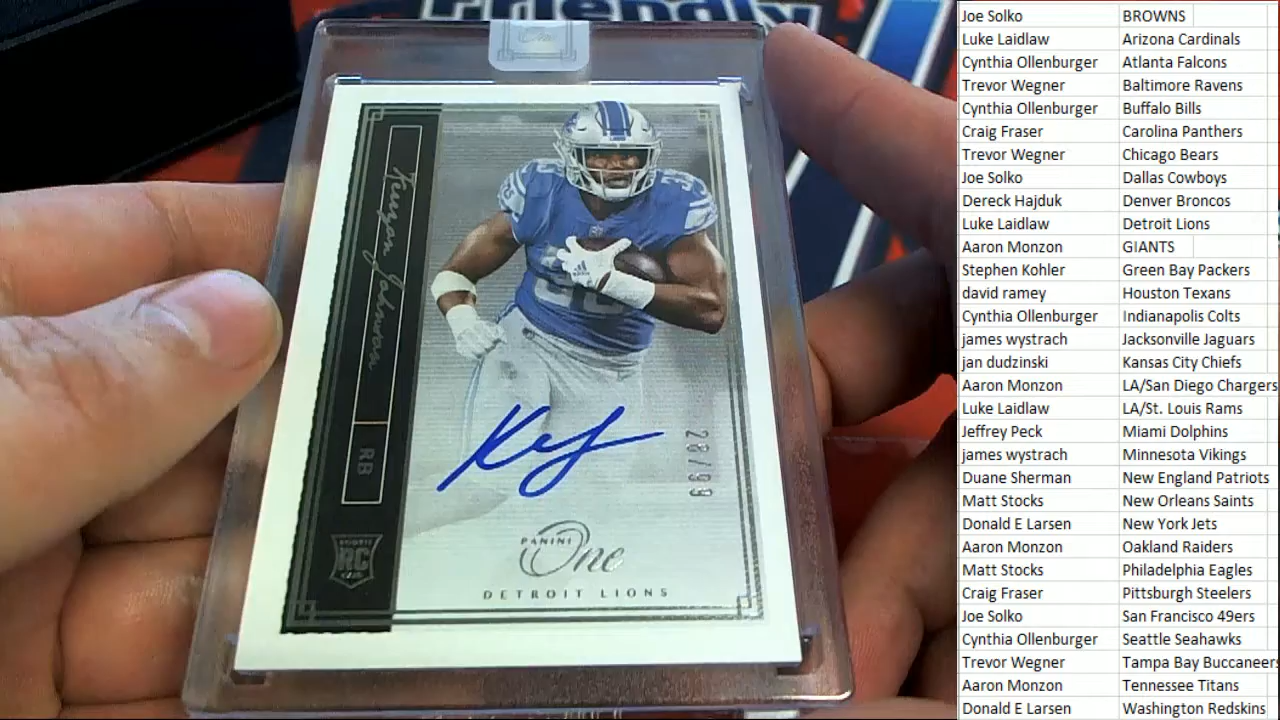 Friendly
Kerryon Johnson
RB
RC
33
28/99
PANINI
One
DETROIT LIONS
Joe Solko BROWNS
Luke Laidlaw Arizona Cardinals
Cynthia Ollenburger Atlanta Falcons
Trevor Wegner Baltimore Ravens
Cynthia Ollenburger Buffalo Bills
Craig Fraser Carolina Panthers
Trevor Wegner Chicago Bears
Joe Solko Dallas Cowboys
Dereck Hajduk Denver Broncos
Luke Laidlaw Detroit Lions
Aaron Monzon GIANTS
Stephen Kohler Green Bay Packers
david ramey Houston Texans
Cynthia Ollenburger Indianapolis Colts
james wystrach Jacksonville Jaguars
jan dudzinski Kansas City Chiefs
Aaron Monzon LA/San Diego Chargers
Luke Laidlaw LA/St. Louis Rams
Jeffrey Peck Miami Dolphins
james wystrach Minnesota Vikings
Duane Sherman New England Patriots
Matt Stocks New Orleans Saints
Donald E Larsen New York Jets
Aaron Monzon Oakland Raiders
Matt Stocks Philadelphia Eagles
Craig Fraser Pittsburgh Steelers
Joe Solko San Francisco 49ers
Cynthia Ollenburger Seattle Seahawks
Trevor Wegner Tampa Bay Buccaneers
Aaron Monzon Tennessee Titans
Donald E Larsen Washington Redskins